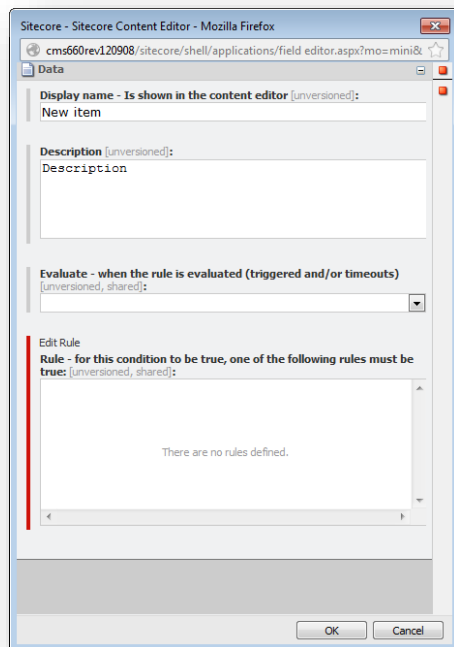 Sitecore - Sitecore Content Editor - Mozilla Firefox
cms660rev120908/sitecore/shell/applications/field editor.aspx?mo=mini&
Data
Display name - Is shown in the content editor [unversioned]:
New item
Description [unversioned]:
Description
Evaluate - when the rule is evaluated (triggered and/or timeouts)
[unversioned, shared]:
Edit Rule
Rule - for this condition to be true, one of the following rules must be
true: [unversioned, shared]:
There are no rules defined.
OK
Cancel